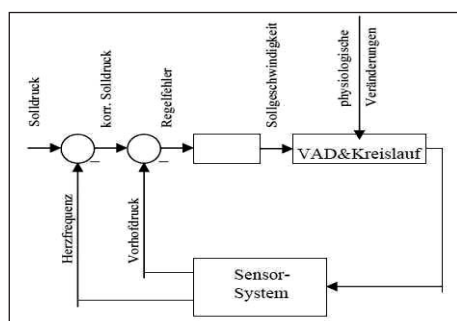 Solldruck
korr. Solldruck
Regelfehler
Sollgeschwindigkeit
physiologische
Veränderungen
VAD&Kreislauf
Herzfrequenz
Vorhofdruck
Sensor-
System